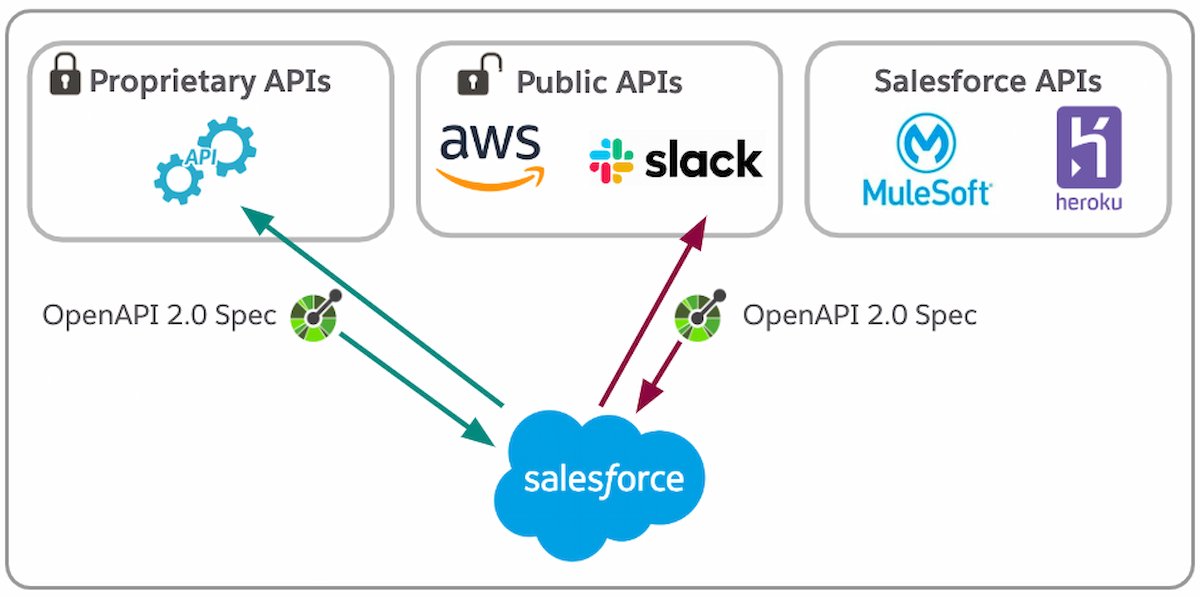 Proprietary APIs
API
Public APIs
aws
slack
Salesforce APIs
MuleSoft
heroku
OpenAPI 2.0 Spec
OpenAPI 2.0 Spec
salesforce